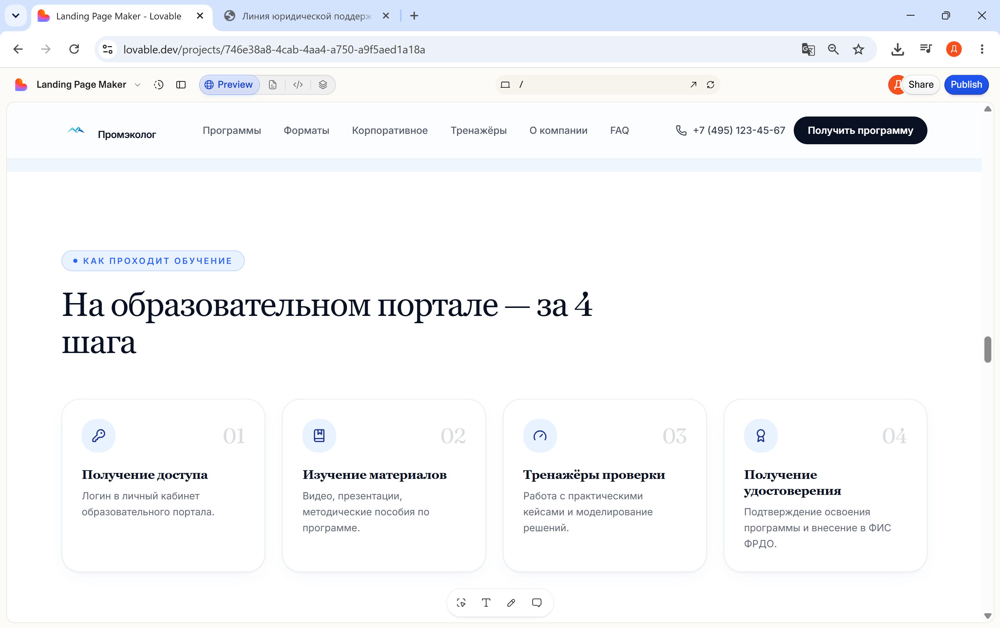 Landing Page Maker - Lovable
Линия юридической поддерж
lovable.dev/projects/746e38a8-4cab-4aa4-a750-a9f5aed1a18a
Д
Landing Page Maker
Preview
/
Д
Share
Publish
Промэколог
Программы
Форматы
Корпоративное
Тренажёры
О компании
FAQ
+7 (495) 123-45-67
Получить программу
КАК ПРОХОДИТ ОБУЧЕНИЕ
На образовательном портале — за 4
шага
01
Получение доступа
Логин в личный кабинет
образовательного портала.
02
Изучение материалов
Видео, презентации,
методические пособия по
программе.
03
Тренажёры проверки
Работа с практическими
кейсами и моделирование
решений.
04
Получение
удостоверения
Подтверждение освоения
программы и внесение в ФИС
ФРДО.